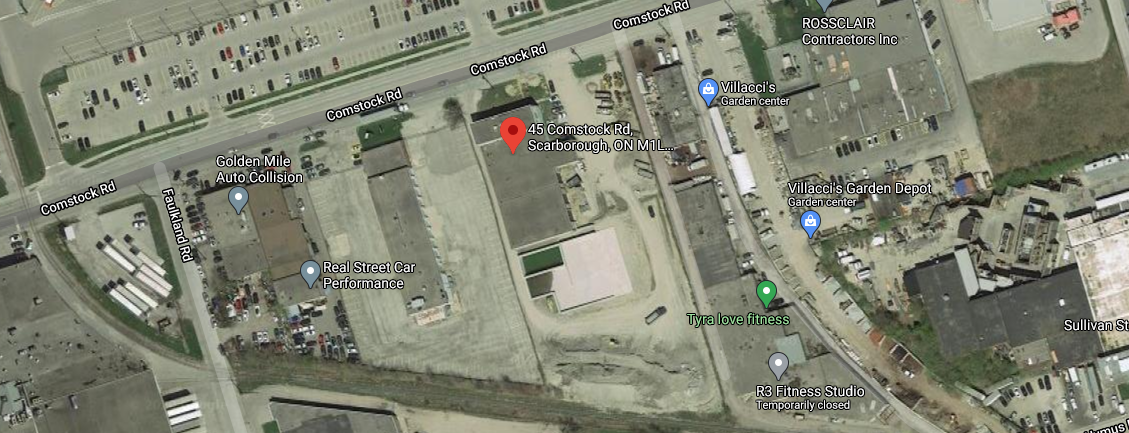 Comstock Rd
ROSSCLAIR
Contractors Inc
Comstock Rd
Villacci's
Garden center
Comstock Rd
45 Comstock Rd,
Scarborough, ON M1L...
Golden Mile
Auto Collision
Comstock Rd
Faulkland Rd
Villacci's Garden Depot
Garden center
Real Street Car
Performance
Tyra love fitness
Sullivan St
R3 Fitness Studio
Temporarily closed